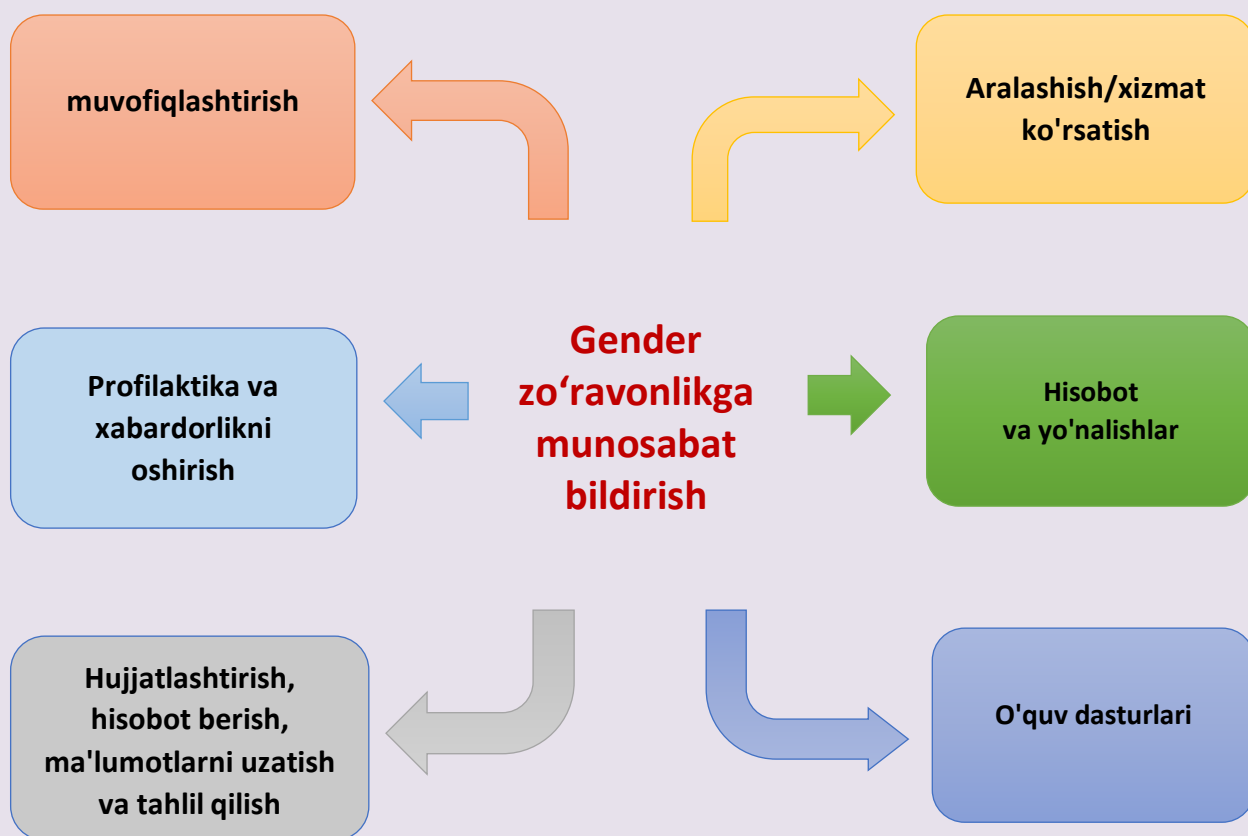 muvofiqlashtirish
Aralashish/xizmat
ko'rsatish
Profilaktika va
xabardorlikni
oshirish
Gender
zo‘ravonlikga
munosabat
bildirish
Hisobot
va yo'nalishlar
Hujjatlashtirish,
hisobot berish,
ma'lumotlarni uzatish
va tahlil qilish
O'quv dasturlari